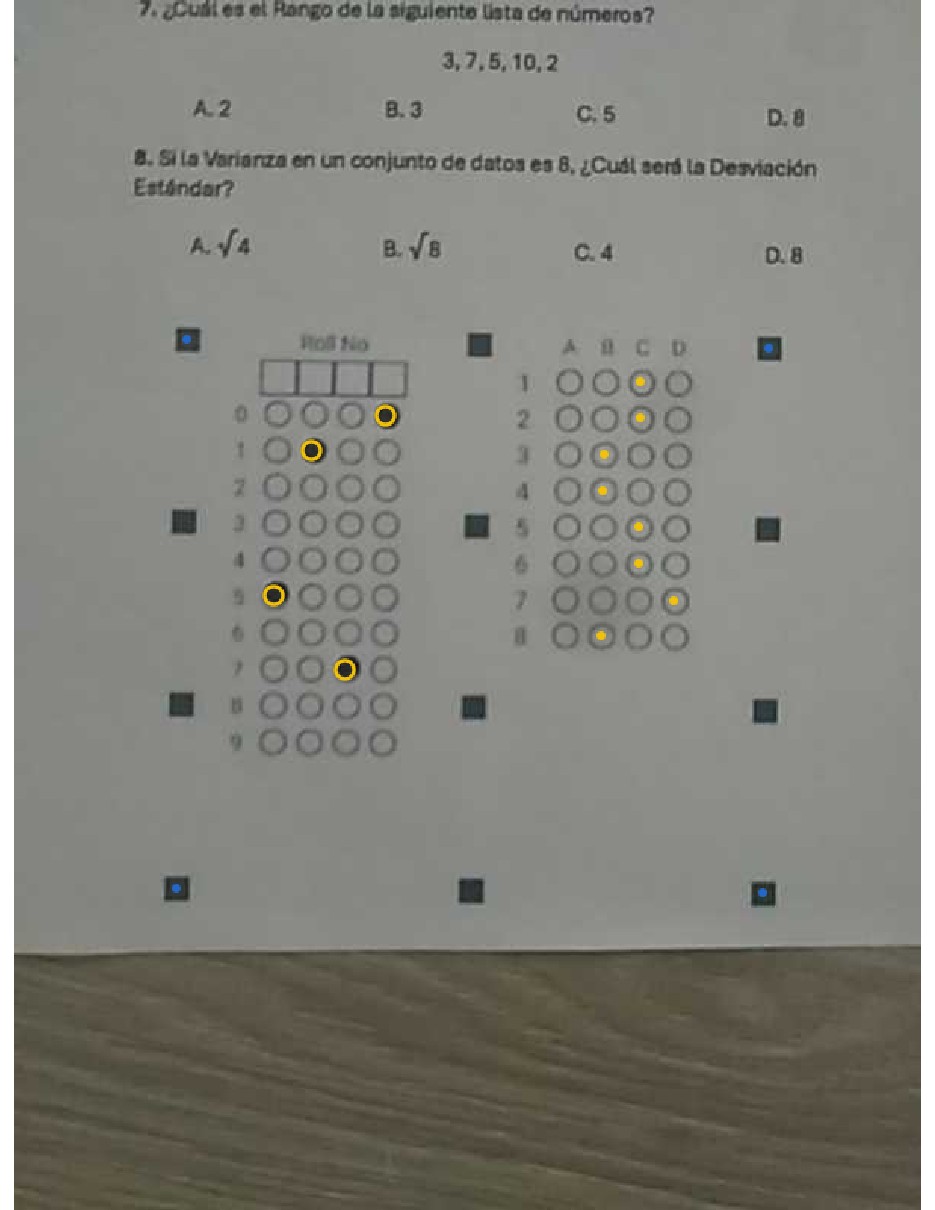 7. ¿Cuál es el Rango de la siguiente lista de números?
3, 7, 5, 10, 2
A. 2 B. 3 C. 5 D. 8
8. Si la Varianza en un conjunto de datos es 8, ¿Cuál será la Desviación
Estándar?
A. √4 B. √8 C. 4 D. 8
Roll No
0
1
2
3
4
5
6
7
8
9
A B C D
1
2
3
4
5
6
7
8